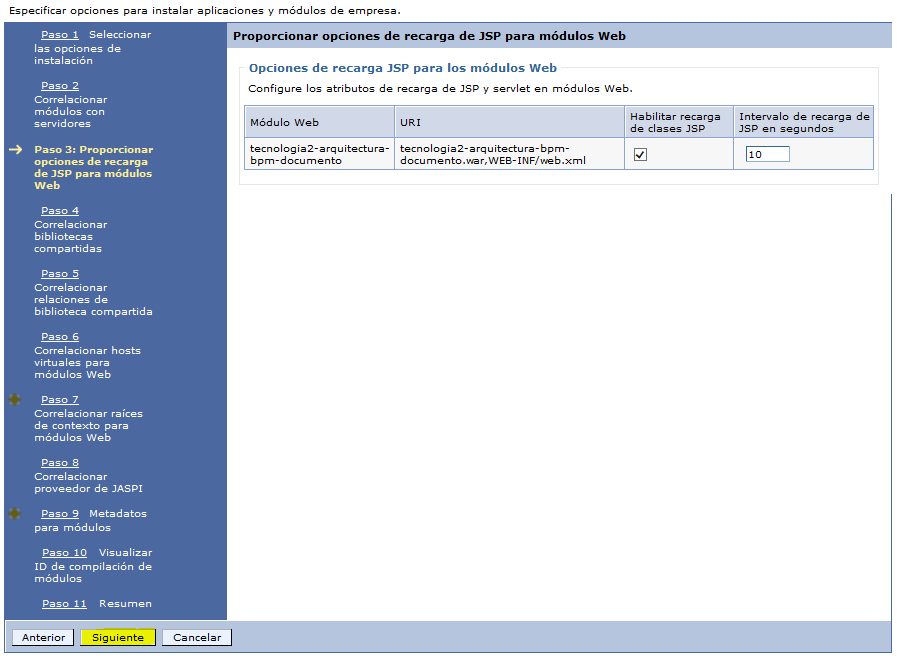 Especificar opciones para instalar aplicaciones y módulos de empresa.
Paso 1 Seleccionar
las opciones de
instalación
Paso 2
Correlacionar
módulos con
servidores
Paso 3: Proporcionar
opciones de recarga
de JSP para módulos
Web
Paso 4
Correlacionar
bibliotecas
compartidas
Paso 5
Correlacionar
relaciones de
biblioteca compartida
Paso 6
Correlacionar hosts
virtuales para
módulos Web
Paso 7
Correlacionar raíces
de contexto para
módulos Web
Paso 8
Correlacionar
proveedor de JASPI
Paso 9 Metadatos
para módulos
Paso 10 Visualizar
ID de compilación de
módulos
Paso 11 Resumen
Proporcionar opciones de recarga de JSP para módulos Web
Opciones de recarga JSP para los módulos Web
Configure los atributos de recarga de JSP y servlet en módulos Web.
Módulo Web
URI
Habilitar recarga
de clases JSP
Intervalo de recarga de
JSP en segundos
tecnologia2-arquitectura-
bpm-documento
tecnologia2-arquitectura-bpm-
documento.war,WEB-INF/web.xml
10
Anterior Siguiente Cancelar